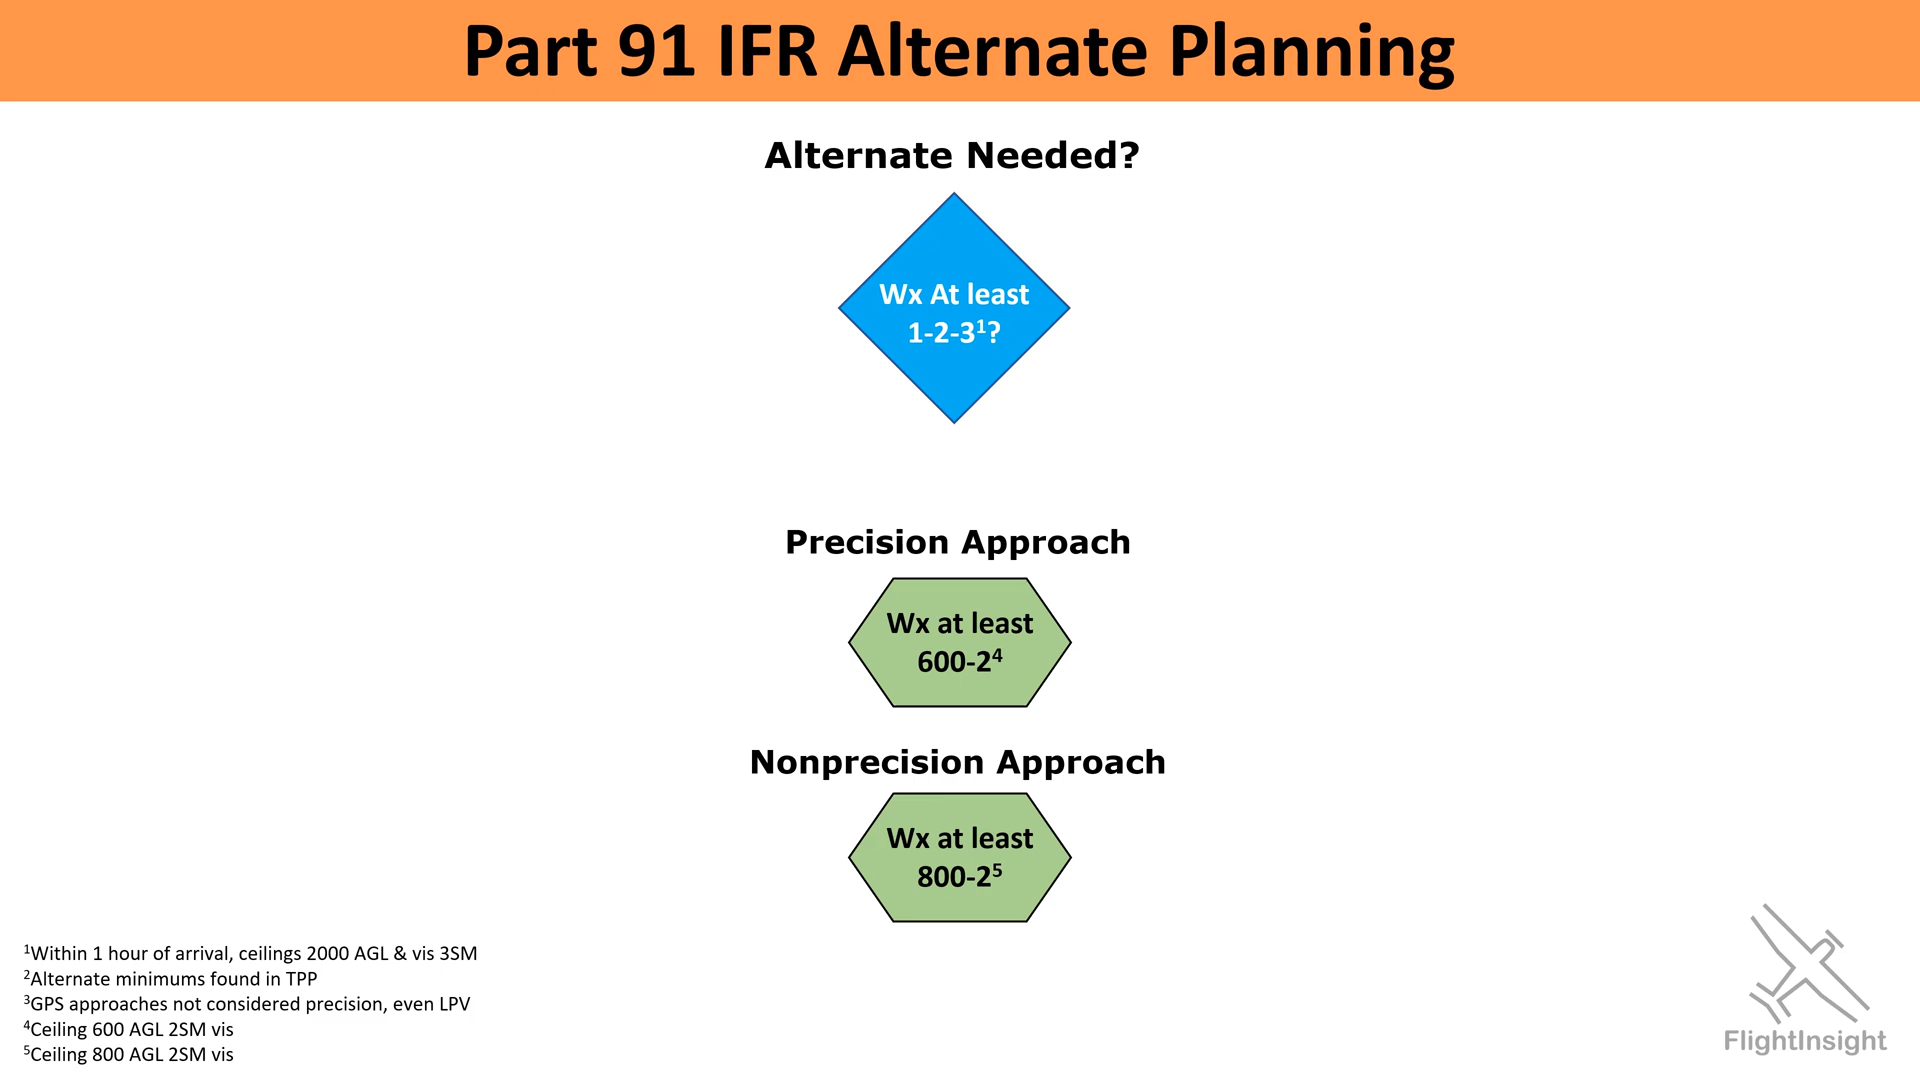 Part 91 IFR Alternate Planning
Alternate Needed?
Wx At least
1-2-3¹?
Precision Approach
Wx at least
600-2⁴
Nonprecision Approach
Wx at least
800-2⁵
¹Within 1 hour of arrival, ceilings 2000 AGL & vis 3SM
²Alternate minimums found in TPP
³GPS approaches not considered precision, even LPV
⁴Ceiling 600 AGL 2SM vis
⁵Ceiling 800 AGL 2SM vis
FlightInsight